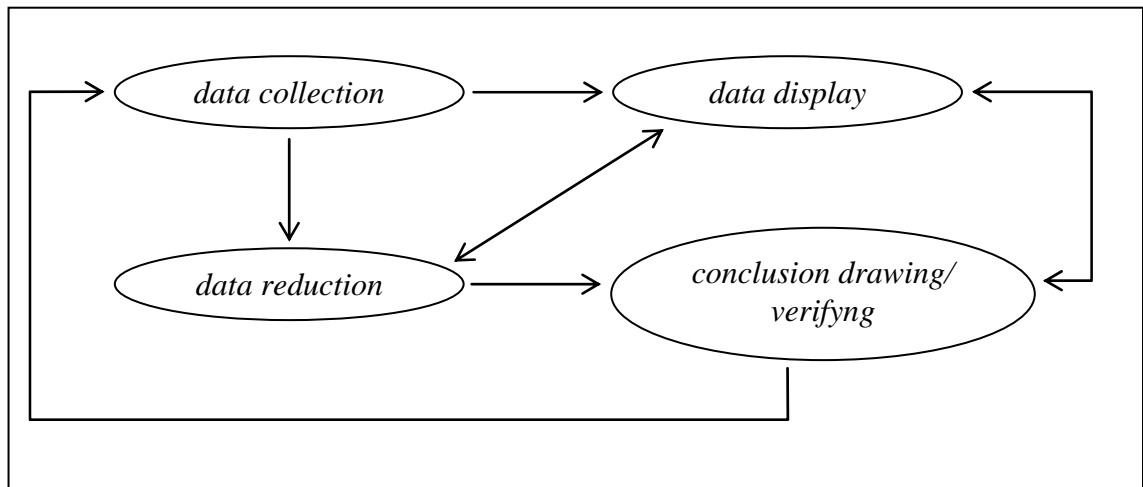 data collection
data display
data reduction
conclusion drawing/
verifyng